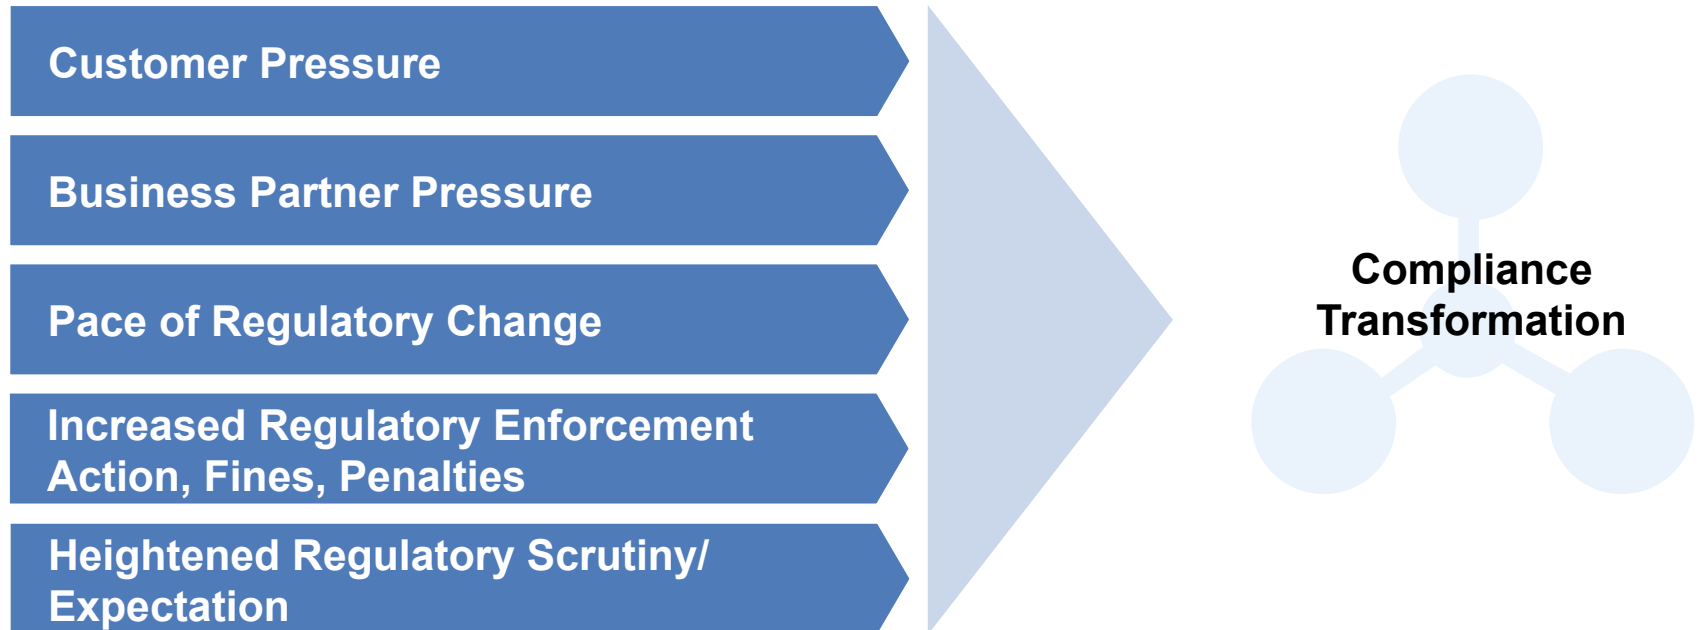 Customer Pressure
Business Partner Pressure
Pace of Regulatory Change
Increased Regulatory Enforcement
Action, Fines, Penalties
Heightened Regulatory Scrutiny/
Expectation
Compliance
Transformation